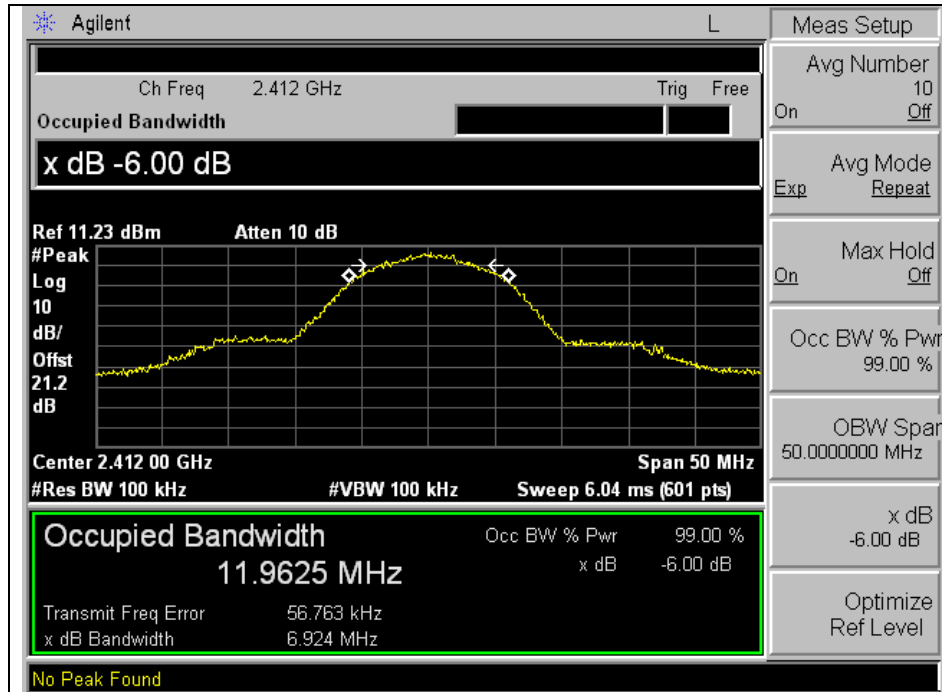 Agilent
L
Ch Freq 2.412 GHz Trig Free
Occupied Bandwidth
x dB -6.00 dB
Ref 11.23 dBm Atten 10 dB
#Peak
Log
10
dB/
Offst
21.2
dB
Center 2.412 00 GHz Span 50 MHz
#Res BW 100 kHz #VBW 100 kHz Sweep 6.04 ms (601 pts)
Occupied Bandwidth
11.9625 MHz
Occ BW % Pwr 99.00 %
x dB -6.00 dB
Transmit Freq Error 56.763 kHz
x dB Bandwidth 6.924 MHz
No Peak Found
Meas Setup
Avg Number
10
On Off
Avg Mode
Exp Repeat
Max Hold
On Off
Occ BW % Pwr
99.00 %
OBW Span
50.0000000 MHz
x dB
-6.00 dB
Optimize
Ref Level